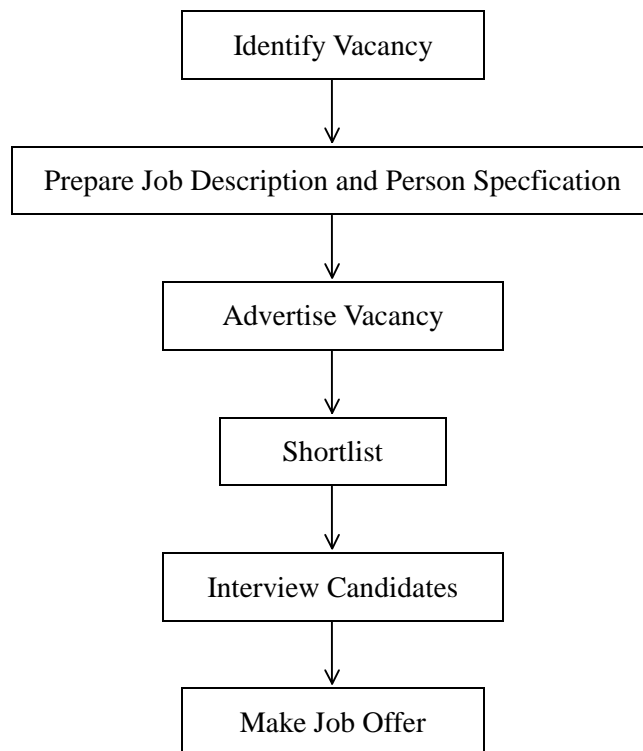 Identify Vacancy
Prepare Job Description and Person Specfication
Advertise Vacancy
Shortlist
Interview Candidates
Make Job Offer